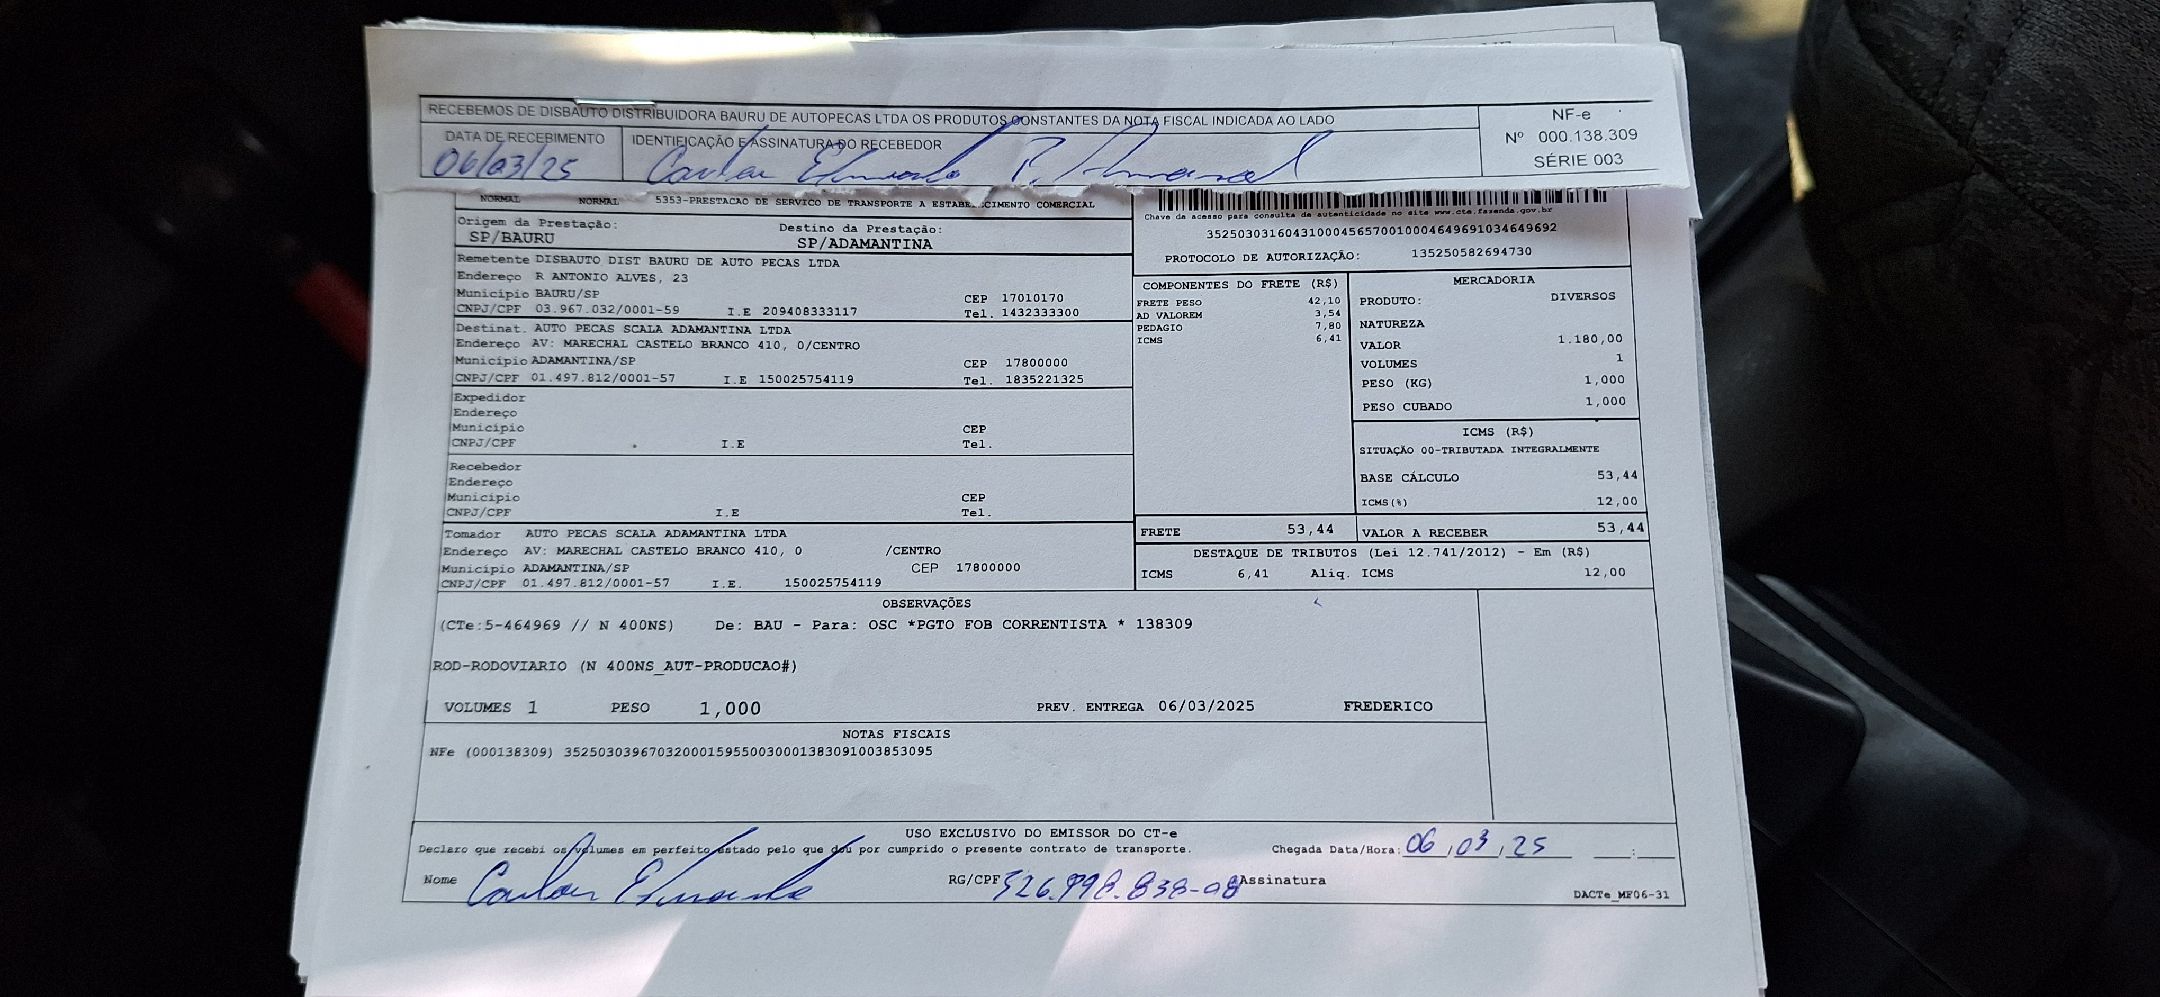 RECEBEMOS DE DISBAUTO DISTRIBUIDORA BAURU DE AUTOPECAS LTDA OS PRODUTOS CONSTANTES DA NOTA FISCAL INDICADA AO LADO
NF-e
Nº 000.138.309
SÉRIE 003
DATA DE RECEBIMENTO
IDENTIFICAÇÃO E ASSINATURA DO RECEBEDOR
06/03/25
NORMAL NORMAL 5353-PRESTACAO DE SERVICO DE TRANSPORTE A ESTABE CIMENTO COMERCIAL
Origem da Prestação:
SP/BAURU
Destino da Prestação:
SP/ADAMANTINA
Chave de acesso para consulta de autenticidade no site www.cte.fazenda.gov.br
35250303160431000456570010004649691034649692
PROTOCOLO DE AUTORIZAÇÃO: 135250582694730
Remetente DISBAUTO DIST BAURU DE AUTO PECAS LTDA
Endereço R ANTONIO ALVES, 23
Municipio BAURU/SP CEP 17010170
CNPJ/CPF 03.967.032/0001-59 I.E 209408333117 Tel. 1432333300
Destinat. AUTO PECAS SCALA ADAMANTINA LTDA
Endereço AV: MARECHAL CASTELO BRANCO 410, 0/CENTRO
Municipio ADAMANTINA/SP CEP 17800000
CNPJ/CPF 01.497.812/0001-57 I.E 150025754119 Tel. 1835221325
Expedidor
Endereço
Municipio CEP
CNPJ/CPF I.E Tel.
Recebedor
Endereço
Municipio CEP
CNPJ/CPF I.E Tel.
Tomador AUTO PECAS SCALA ADAMANTINA LTDA
Endereço AV: MARECHAL CASTELO BRANCO 410, 0 /CENTRO
Municipio ADAMANTINA/SP CEP 17800000
CNPJ/CPF 01.497.812/0001-57 I.E. 150025754119
COMPONENTES DO FRETE (R$)
FRETE PESO 42,10
AD VALOREM 3,54
PEDAGIO 7,80
ICMS 6,41
MERCADORIA
PRODUTO: DIVERSOS
NATUREZA
VALOR 1.180,00
VOLUMES 1
PESO (KG) 1,000
PESO CUBADO 1,000
ICMS (R$)
SITUAÇÃO 00-TRIBUTADA INTEGRALMENTE
BASE CÁLCULO 53,44
ICMS(%) 12,00
FRETE 53,44 VALOR A RECEBER 53,44
DESTAQUE DE TRIBUTOS (Lei 12.741/2012) - Em (R$)
ICMS 6,41 Aliq. ICMS 12,00
OBSERVAÇÕES
(CTe:5-464969 // N 400NS) De: BAU - Para: OSC *PGTO FOB CORRENTISTA * 138309
ROD-RODOVIARIO (N 400NS_AUT-PRODUCAO#)
VOLUMES 1 PESO 1,000 PREV. ENTREGA 06/03/2025 FREDERICO
NOTAS FISCAIS
NFe (000138309) 35250303967032000159550030001383091003853095
USO EXCLUSIVO DO EMISSOR DO CT-e
Declaro que recebi os volumes em perfeito estado pelo que dou por cumprido o presente contrato de transporte. Chegada Data/Hora: 06/03/25 __:__
Nome RG/CPF Assinatura
DACTe_MF06-31